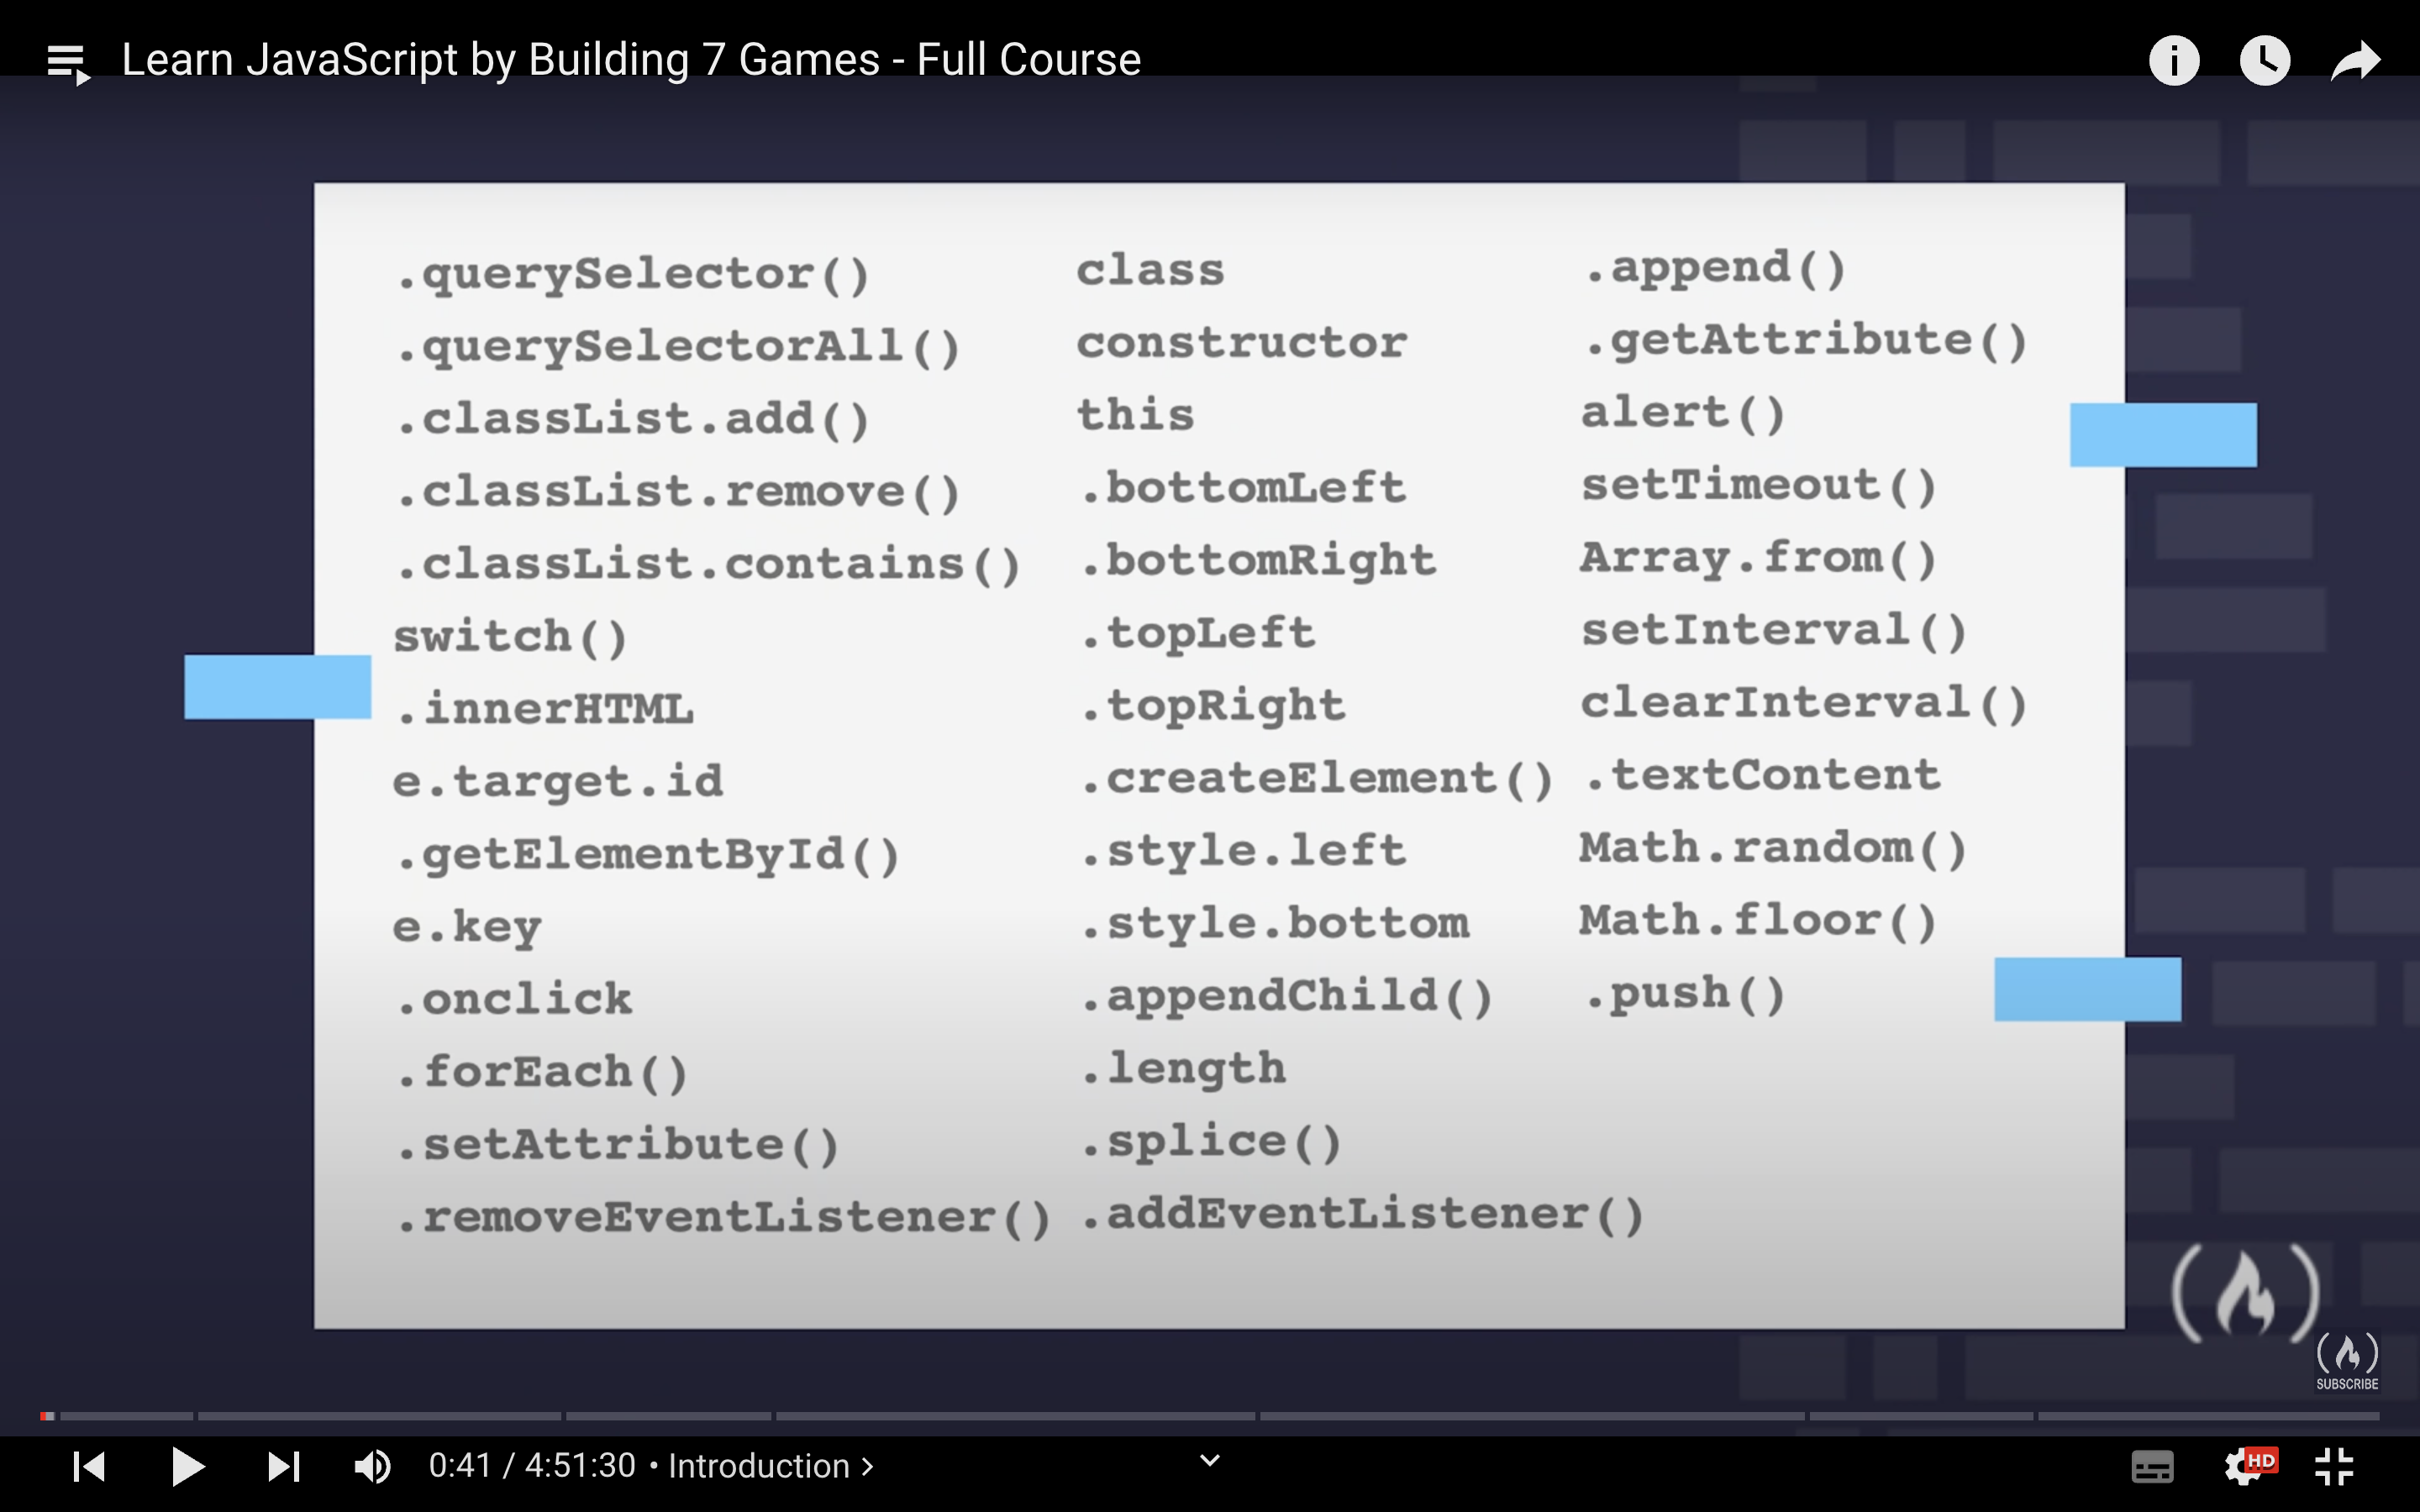 Learn JavaScript by Building 7 Games - Full Course
.querySelector()
.querySelectorAll()
.classList.add()
.classList.remove()
.classList.contains()
switch()
.innerHTML
e.target.id
.getElementById()
e.key
.onclick
.forEach()
.setAttribute()
.removeEventListener()
class
constructor
this
.bottomLeft
.bottomRight
.topLeft
.topRight
.createElement()
.style.left
.style.bottom
.appendChild()
.length
.splice()
.addEventListener()
.append()
.getAttribute()
alert()
setTimeout()
Array.from()
setInterval()
clearInterval()
.textContent
Math.random()
Math.floor()
.push()
SUBSCRIBE
0:41 / 4:51:30 • Introduction >
HD